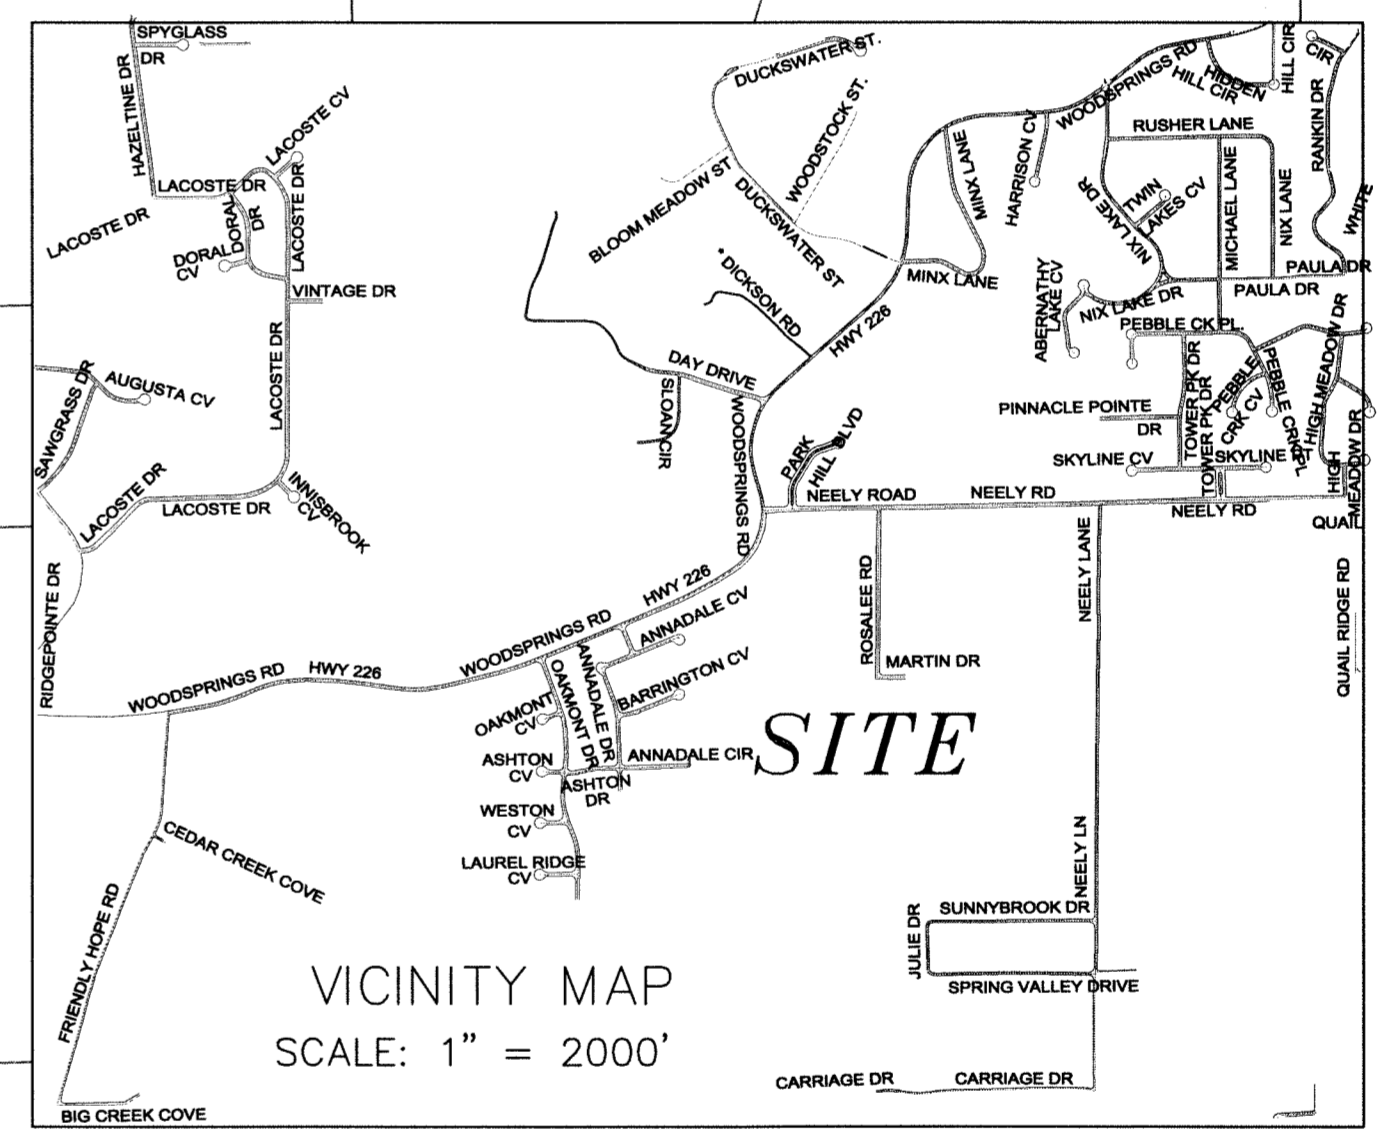 SPYGLASS
DR
HAZELTINE DR
LACOSTE CV
LACOSTE DR
LACOSTE DR
LACOSTE DR
DORAL
DR
DORAL
CV
VINTAGE DR
LACOSTE DR
SAWGRASS DR
AUGUSTA CV
LACOSTE DR
LACOSTE DR
INNISBROOK
CV
RIDGEPOINTE DR
DUCKSWATER ST.
WOODSTOCK ST.
BLOOM MEADOW ST
DUCKSWATER ST
* DICKSON RD
DAY DRIVE
SLOAN CIR
WOODSPRINGS RD
HWY 226
MINX LANE
MINX LANE
HARRISON CV
WOODSPRINGS RD
HIDDEN
HILL CIR
HILL CIR
CIR
RANKIN DR
WHITE
RUSHER LANE
NIX LAKE DR
TWIN
LAKES CV
NIX
MICHAEL LANE
NIX LANE
PAULA DR
PAULA DR
ABERNATHY
LAKE CV
NIX LAKE DR
PEBBLE CK PL.
TOWER PK DR
TOWER PK DR
PEBBLE
CRK CV
PEBBLE CRK PL
HIGH MEADOW DR
HIGH
MEADOW DR
PINNACLE POINTE
DR
SKYLINE CV
SKYLINE
PARK
HILL BLVD
NEELY ROAD
NEELY RD
NEELY RD
QUAIL
QUAIL RIDGE RD
NEELY LANE
ROSALEE RD
MARTIN DR
HWY 226
WOODSPRINGS RD
HWY 226
WOODSPRINGS RD
ANNADALE CV
ANNADALE DR
BARRINGTON CV
OAKMONT
CV
OAKMONT DR
ANNADALE CIR
ASHTON
CV
ASHTON
DR
WESTON
CV
LAUREL RIDGE
CV
SITE
CEDAR CREEK COVE
FRIENDLY HOPE RD
BIG CREEK COVE
NEELY LN
SUNNYBROOK DR
JULIE DR
SPRING VALLEY DRIVE
CARRIAGE DR
CARRIAGE DR
VICINITY MAP
SCALE: 1" = 2000'